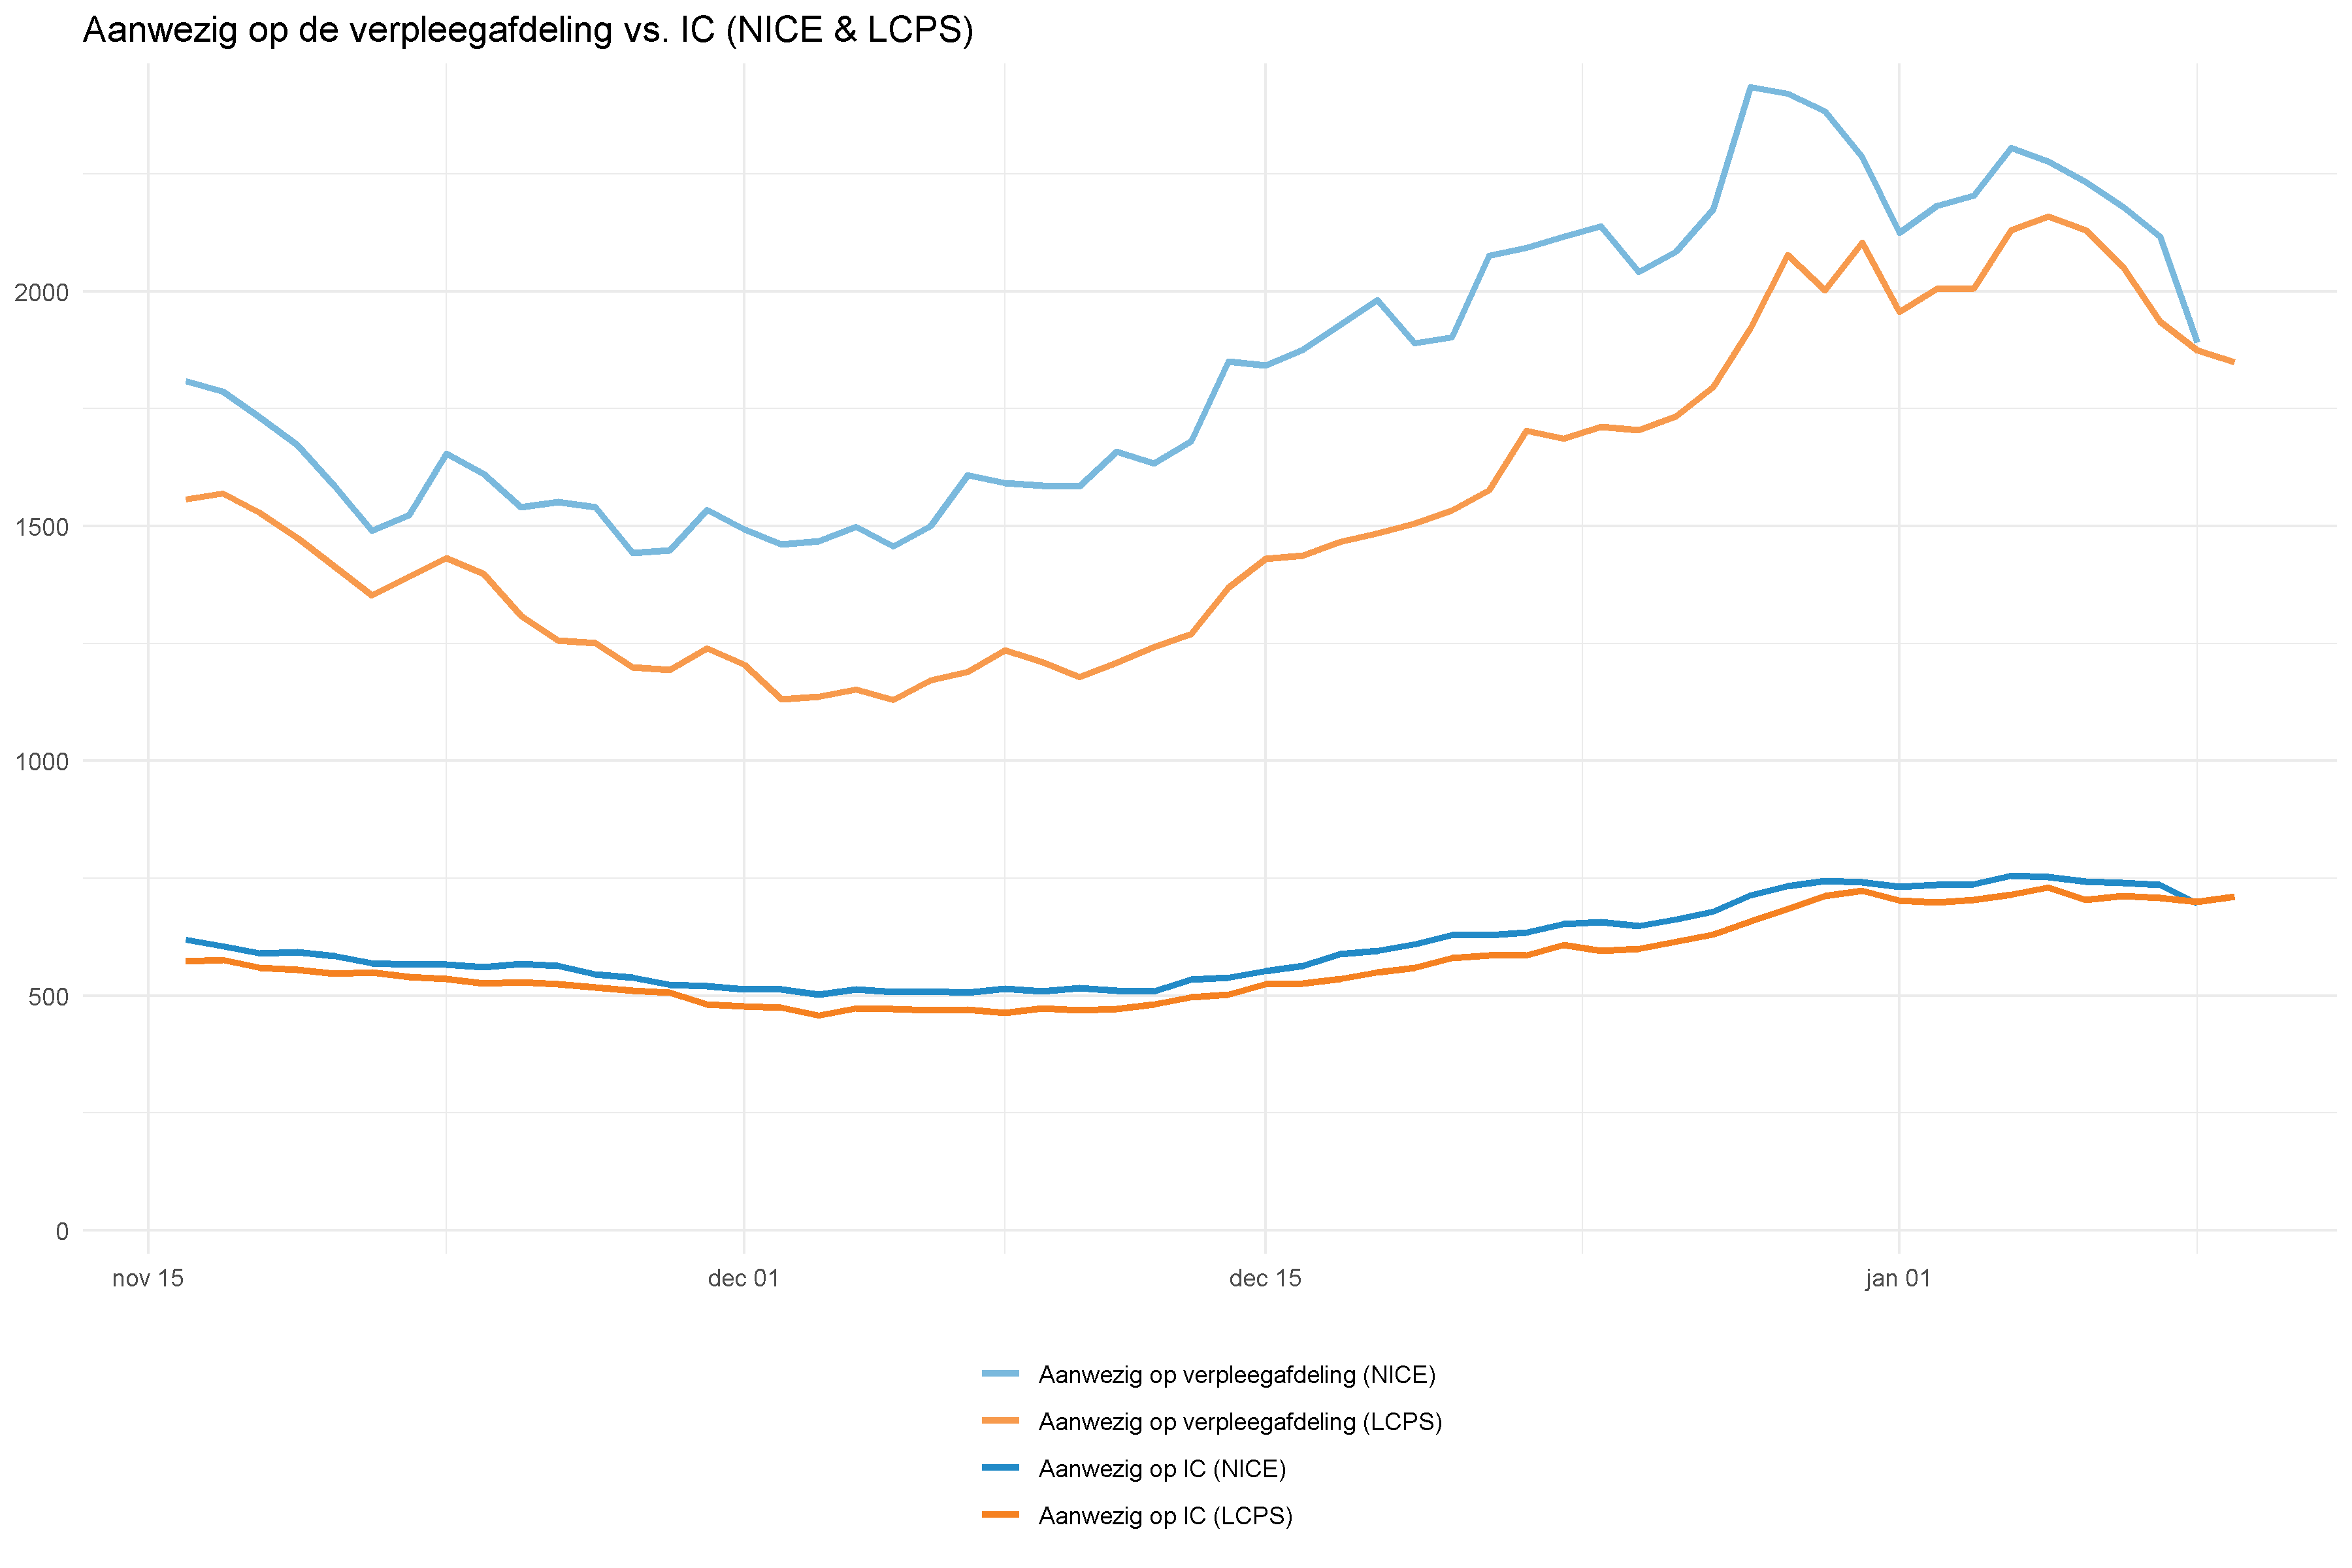 Aanwezig op de verpleegafdeling vs. IC (NICE & LCPS)
2000
1500
1000
500
0
nov 15
dec 01
dec 15
jan 01
Aanwezig op verpleegafdeling (NICE)
Aanwezig op verpleegafdeling (LCPS)
Aanwezig op IC (NICE)
Aanwezig op IC (LCPS)